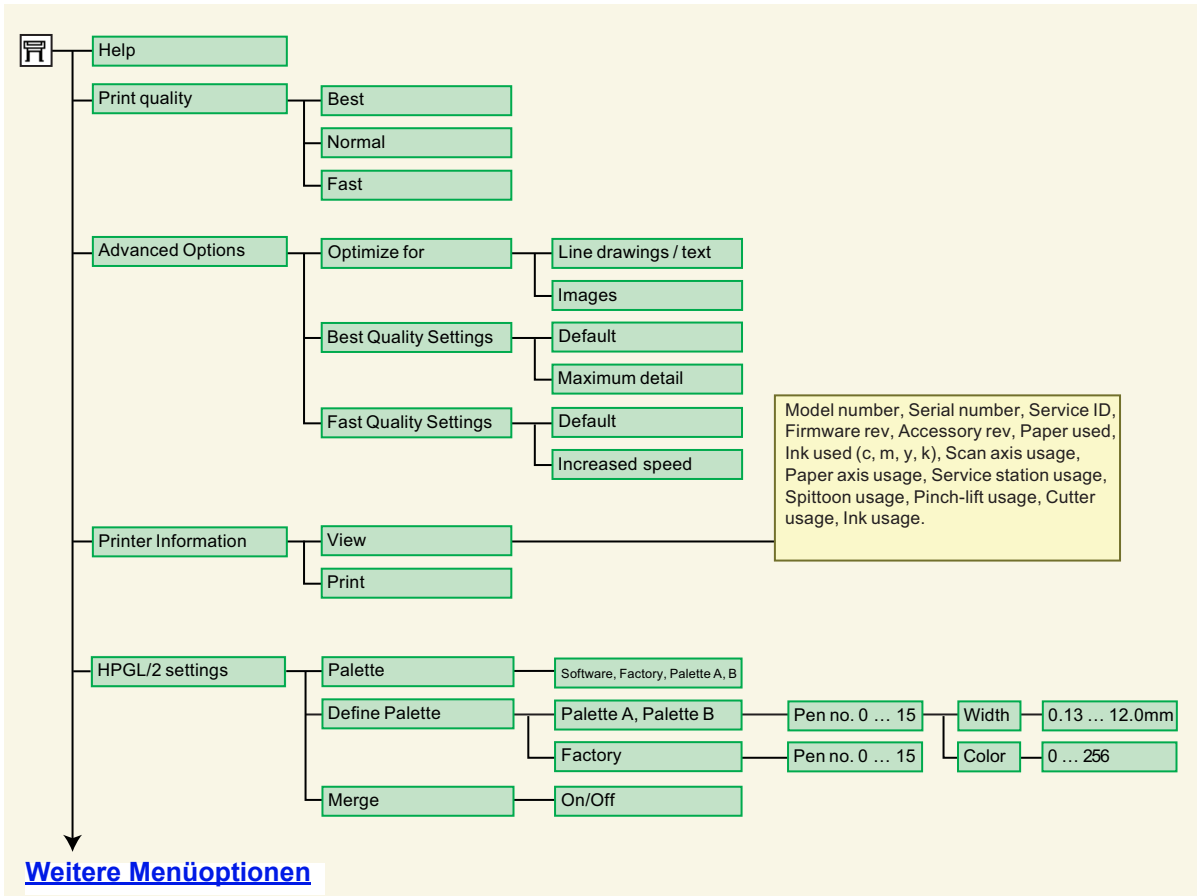 Help
Print quality
Best
Normal
Fast
Advanced Options
Optimize for
Line drawings / text
Images
Best Quality Settings
Default
Maximum detail
Fast Quality Settings
Default
Increased speed
Printer Information
View
Model number, Serial number, Service ID,
Firmware rev, Accessory rev, Paper used,
Ink used (c, m, y, k), Scan axis usage,
Paper axis usage, Service station usage,
Spittoon usage, Pinch-lift usage, Cutter
usage, Ink usage.
Print
HPGL/2 settings
Palette
Software, Factory, Palette A, B
Define Palette
Palette A, Palette B
Pen no. 0 … 15
Width
0.13 … 12.0mm
Factory
Pen no. 0 … 15
Color
0 … 256
Merge
On/Off
Weitere Menüoptionen